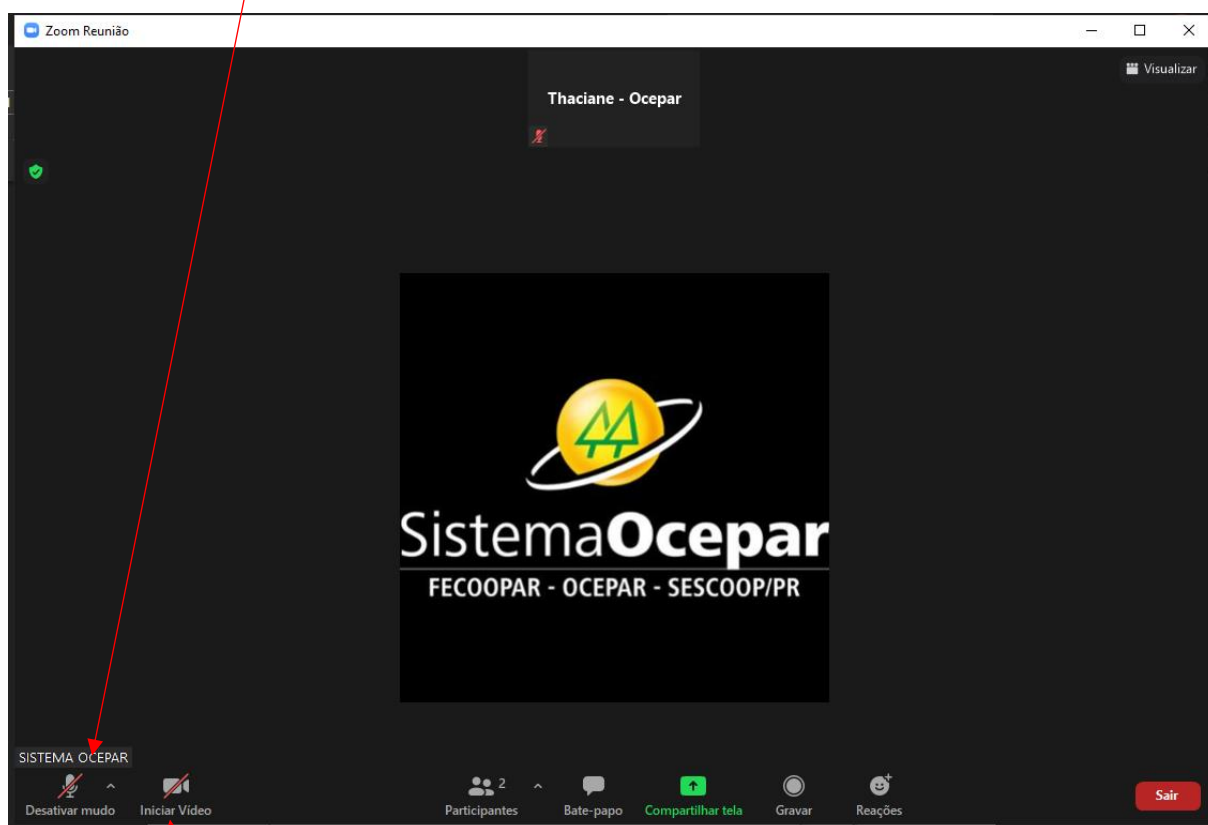 Zoom Reunião
Visualizar
Thaciane - Ocepar
SistemaOcepar
FECOOPAR - OCEPAR - SESCOOP/PR
SISTEMA OCEPAR
2
Desativar mudo
Iniciar Vídeo
Participantes
Bate-papo
Compartilhar tela
Gravar
Reações
Sair